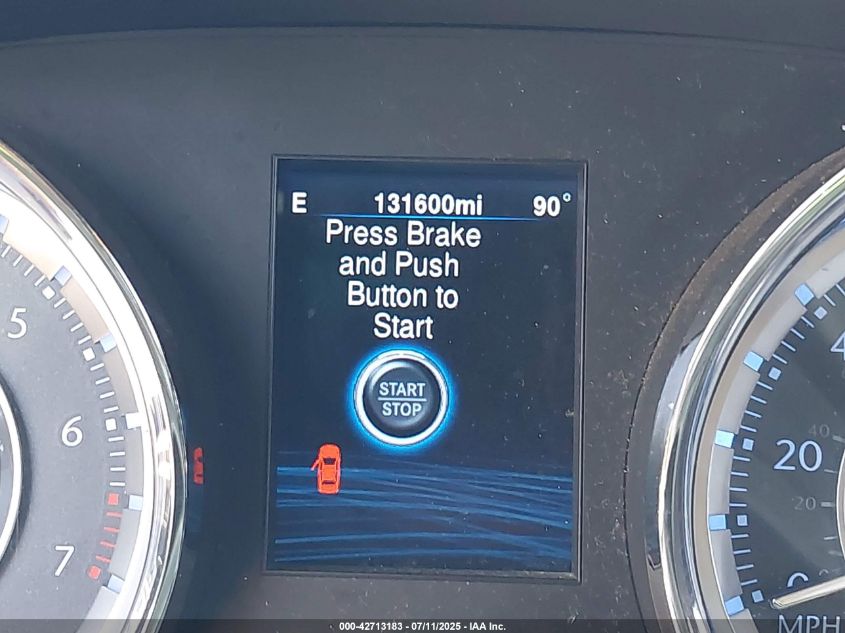 E 131600mi 90°
Press Brake
and Push
Button to
Start
START
STOP
5
6
7
40
20
20
0
MPH
000-42713183 - 07/11/2025 - IAA Inc.